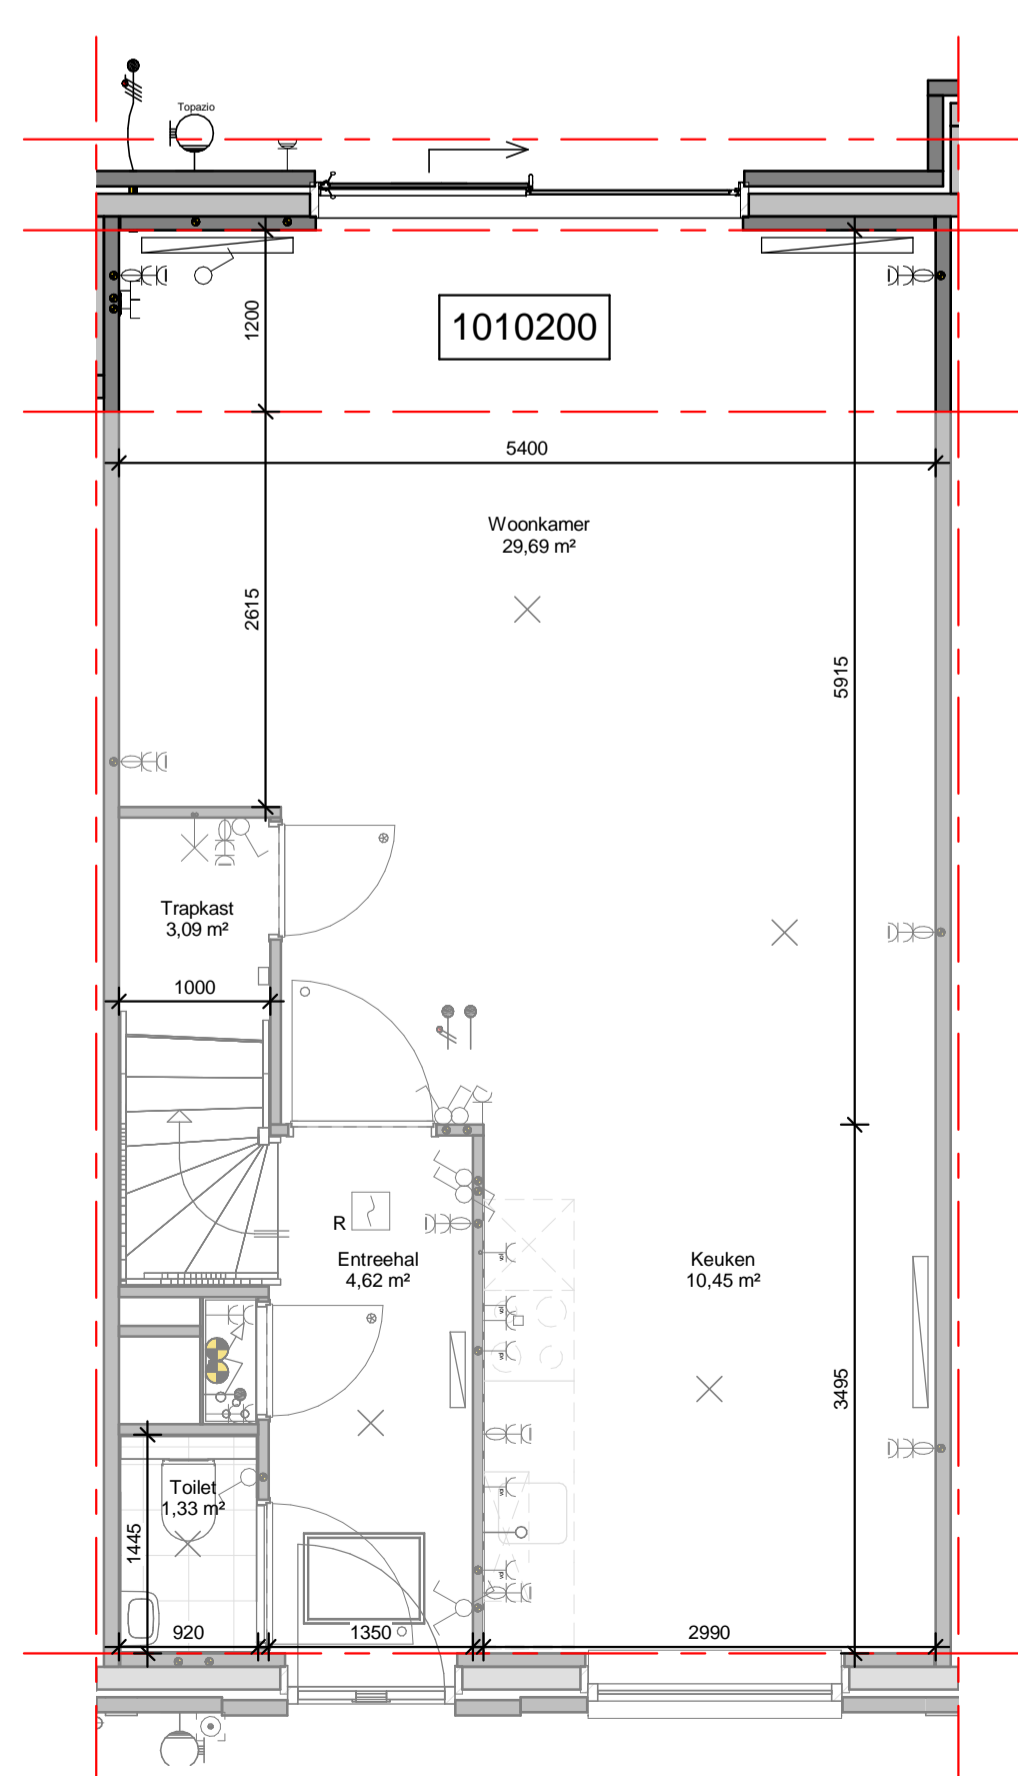 Topazio
1010200
1200
5400
Woonkamer
29,69 m²
2615
5915
Trapkast
3,09 m²
1000
R
Entreehal
4,62 m²
Keuken
10,45 m²
3495
Toilet
1,33 m²
1445
920
1350
2990